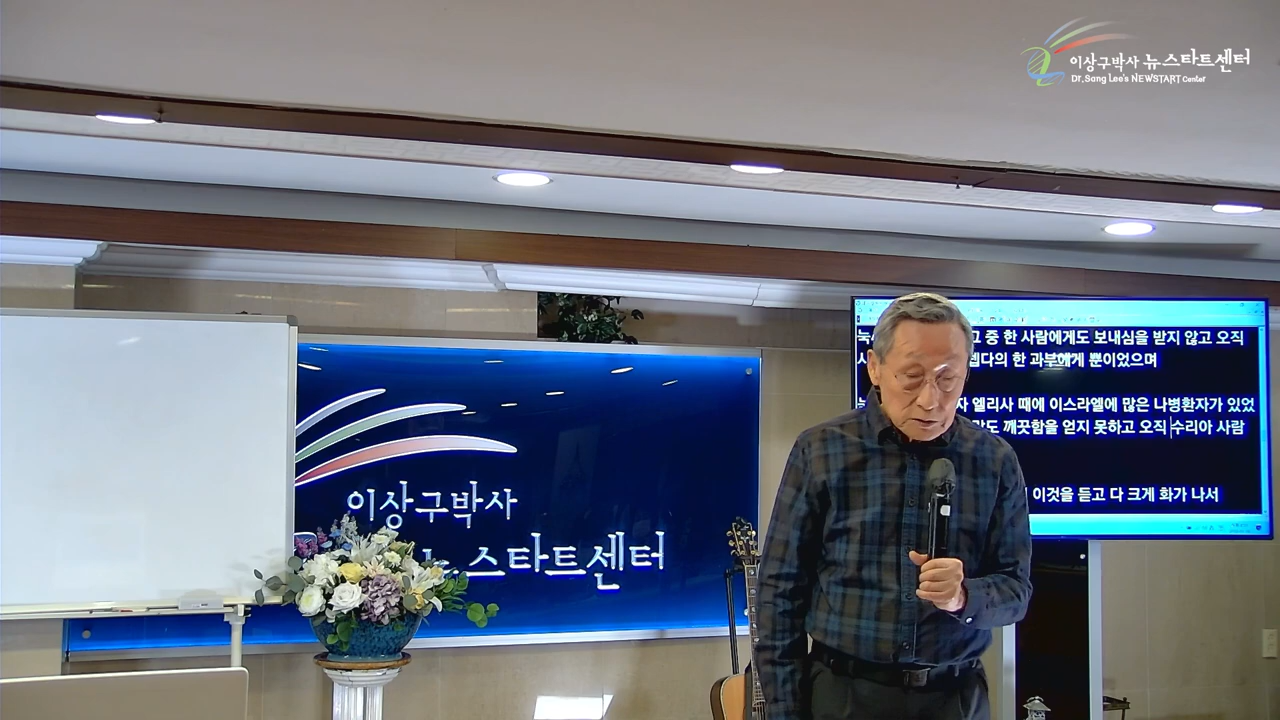 이상구박사 뉴스타트센터
Dr. Sang Lee's NEWSTART Center
이상구박사
뉴스타트센터
중 한 사람에게도 보내심을 받지 않고 오직
렙다의 한 과부에게 뿐이었으며
엘리사 때에 이스라엘에 많은 나병환자가 있었
깨끗함을 얻지 못하고 오직 수리아 사람
이것을 듣고 다 크게 화가 나서